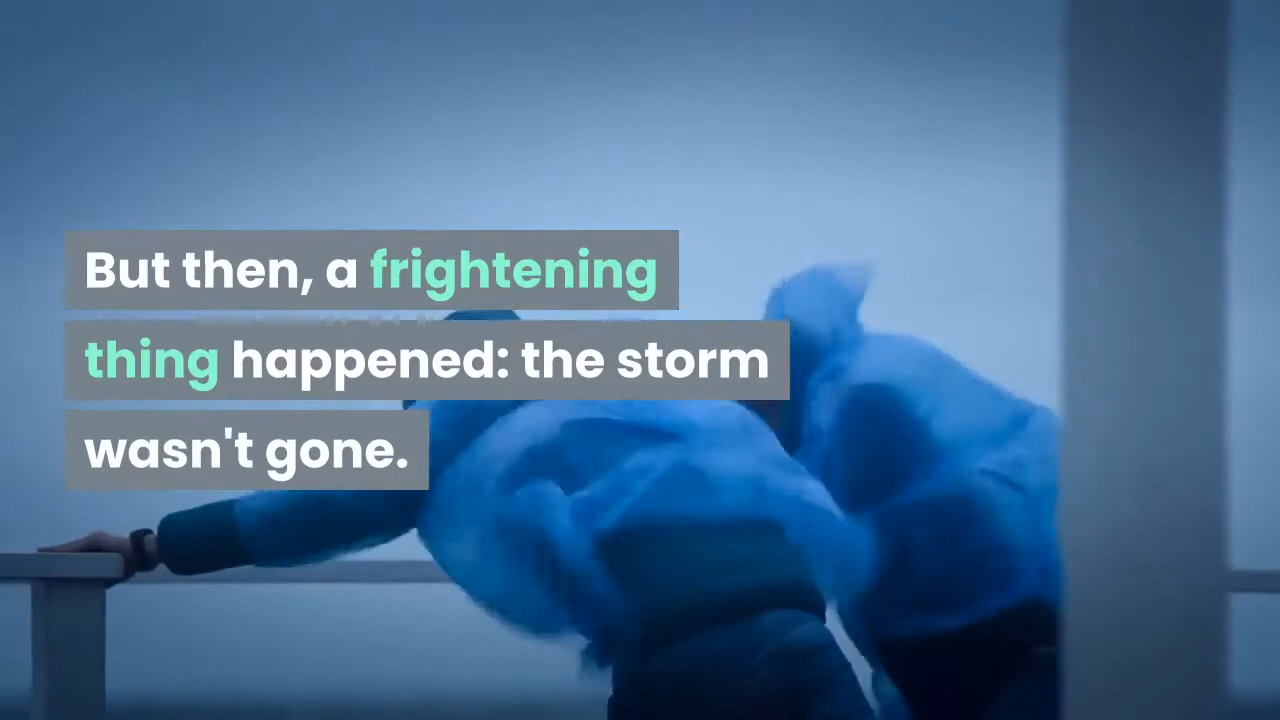 But then, a frightening
thing happened: the storm
wasn't gone.